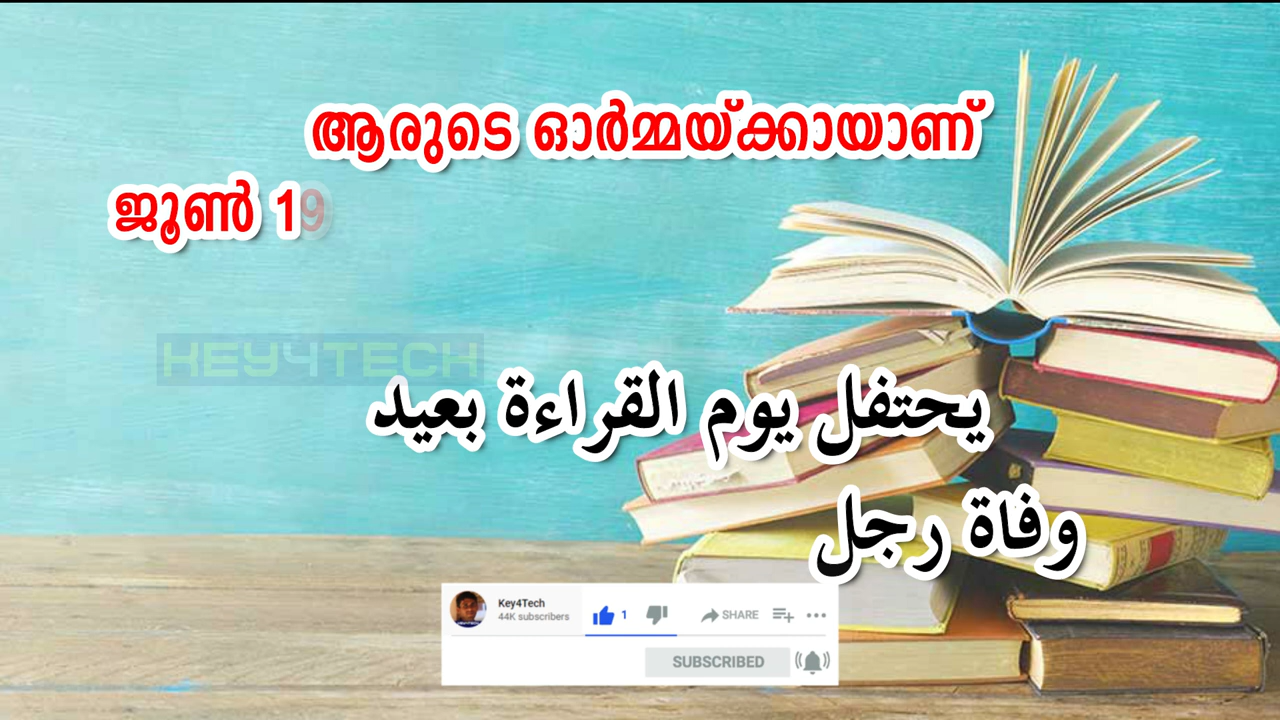 ആരുടെ ഓർമ്മയ്ക്കായാണ്
ജൂൺ 19
KEY4TECH
يحتفل يوم القراءة بعيد
وفاة رجل
Key4Tech
44K subscribers
1
SHARE
SUBSCRIBED